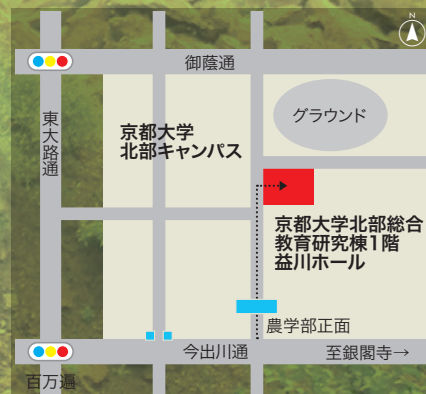 N
御蔭通
東大路通
グラウンド
京都大学
北部キャンパス
京都大学北部総合
教育研究棟1階
益川ホール
農学部正面
今出川通
至銀閣寺→
百万遍